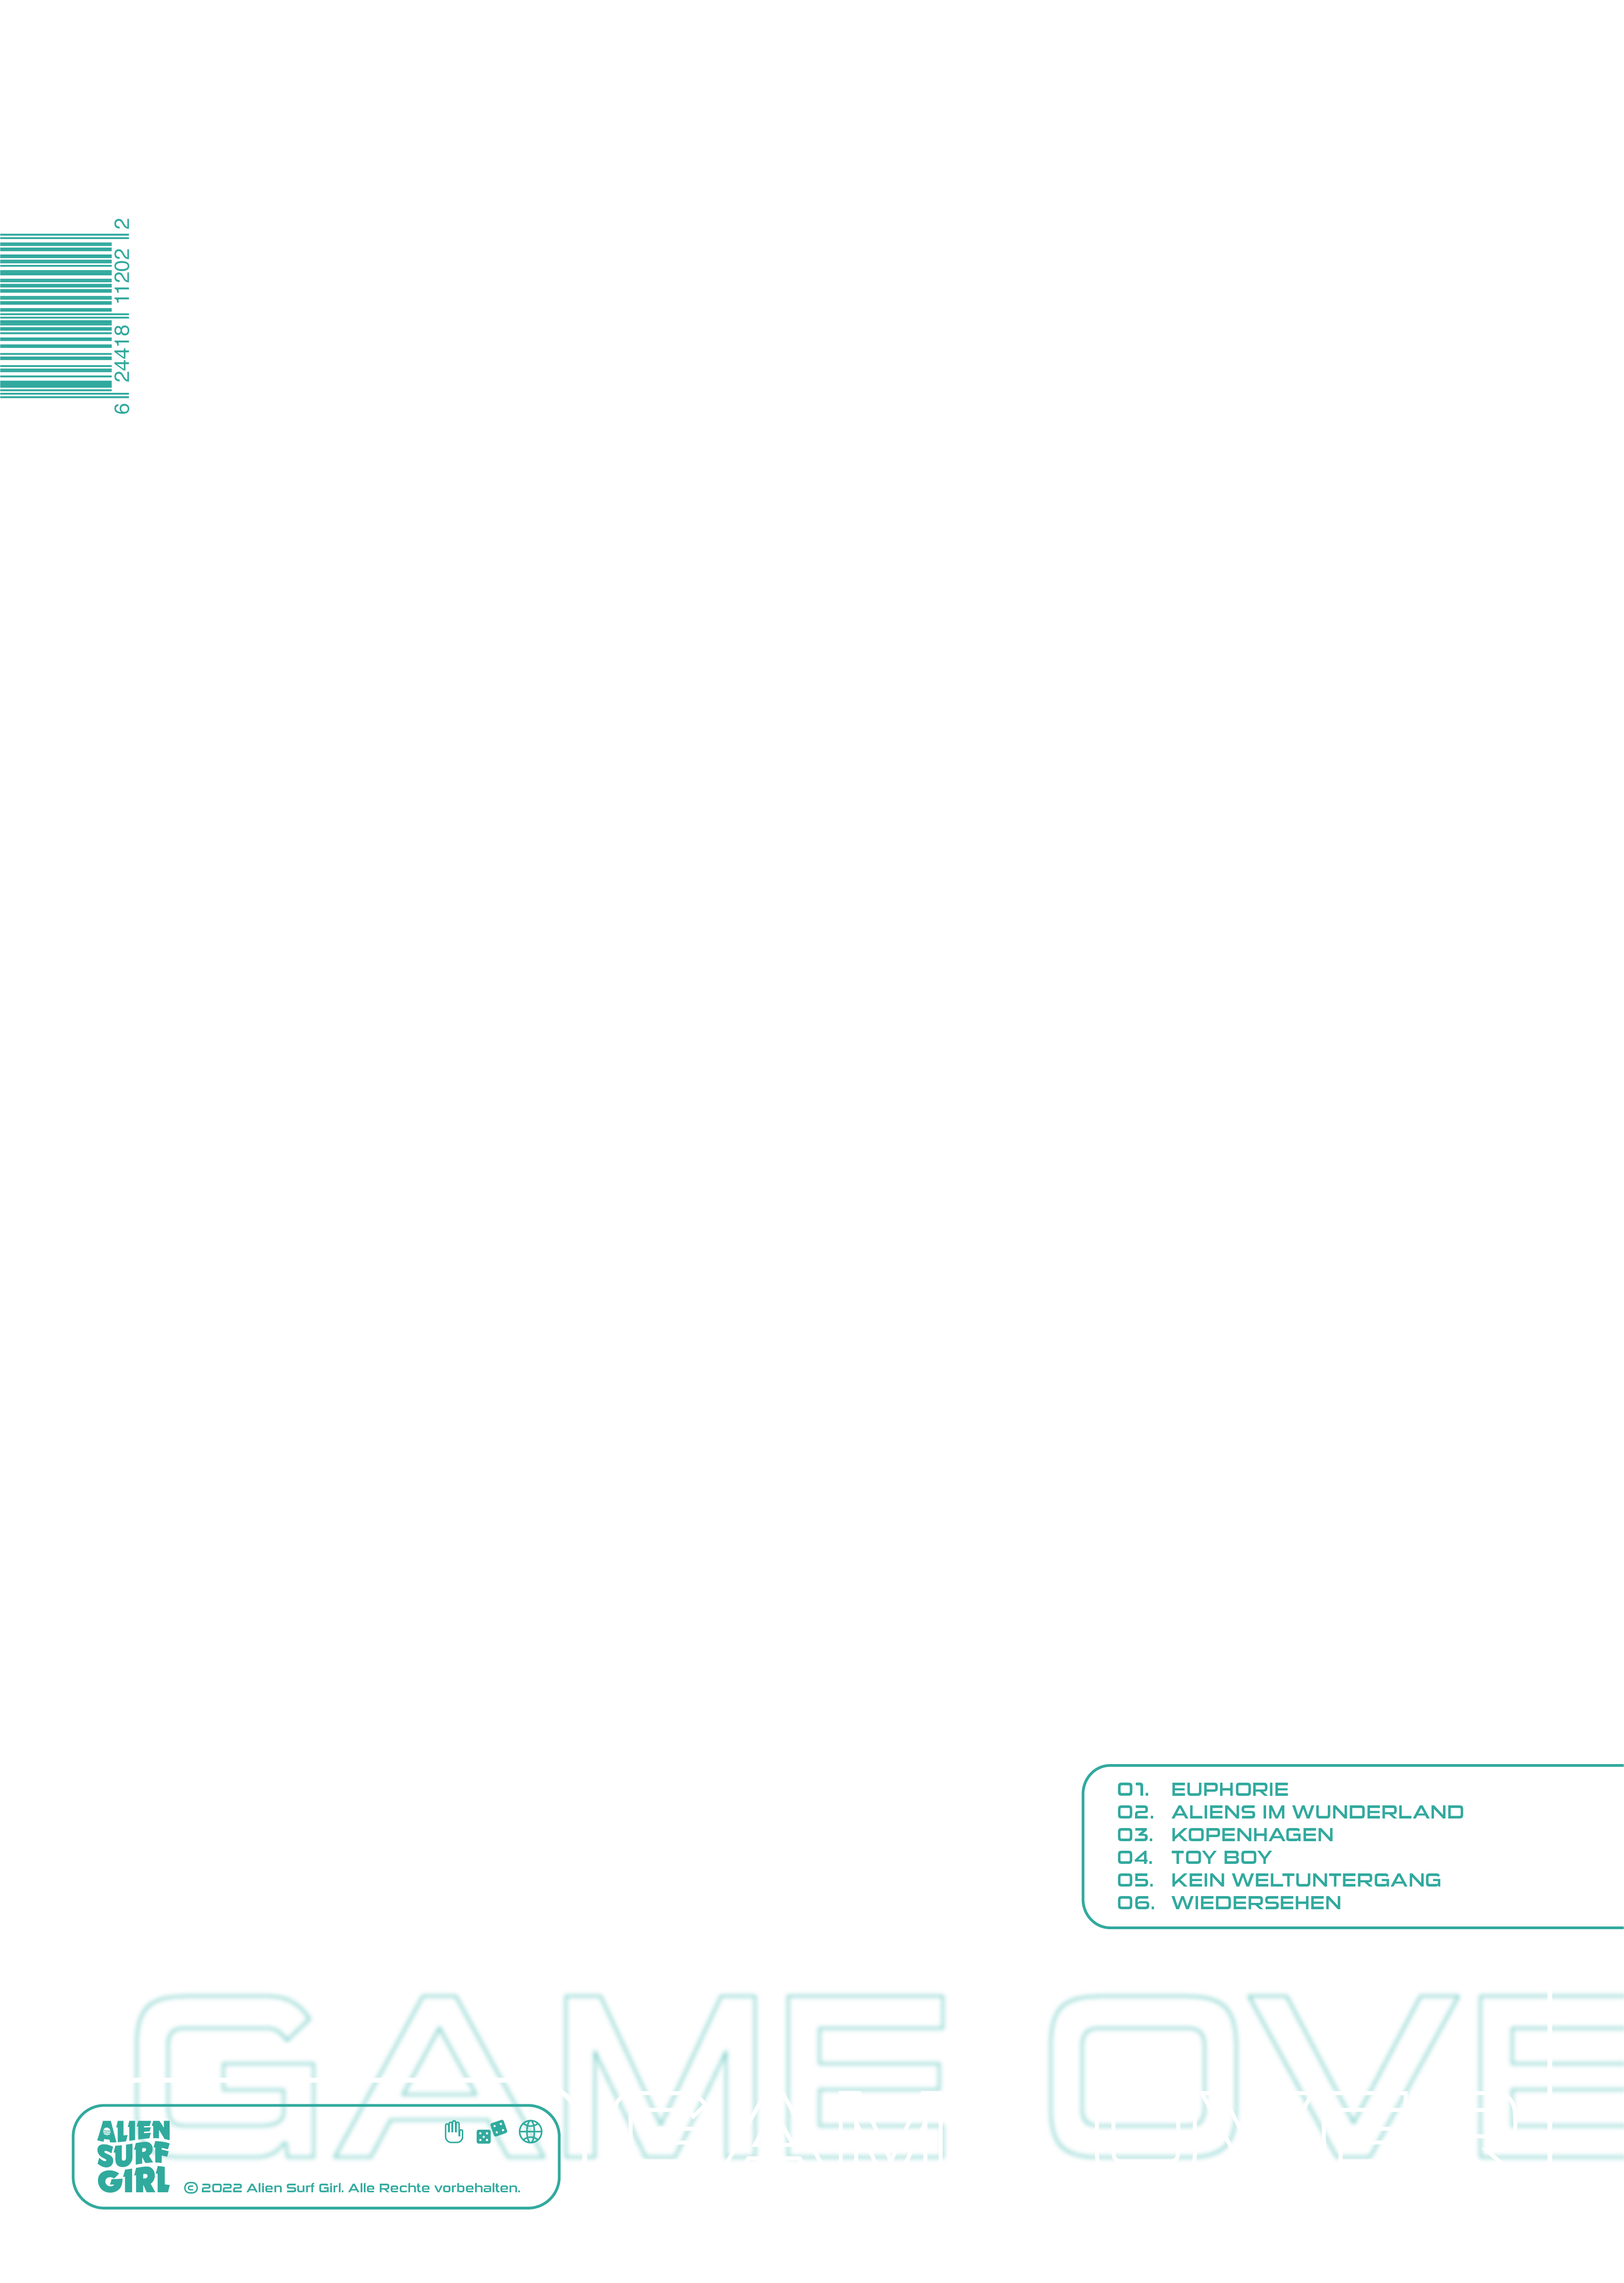 6 24418 11202 2
01. EUPHORIE
02. ALIENS IM WUNDERLAND
03. KOPENHAGEN
04. TOY BOY
05. KEIN WELTUNTERGANG
06. WIEDERSEHEN
GAME OVE
ALIEN
SURF
GIRL
© 2022 Alien Surf Girl. Alle Rechte vorbehalten.